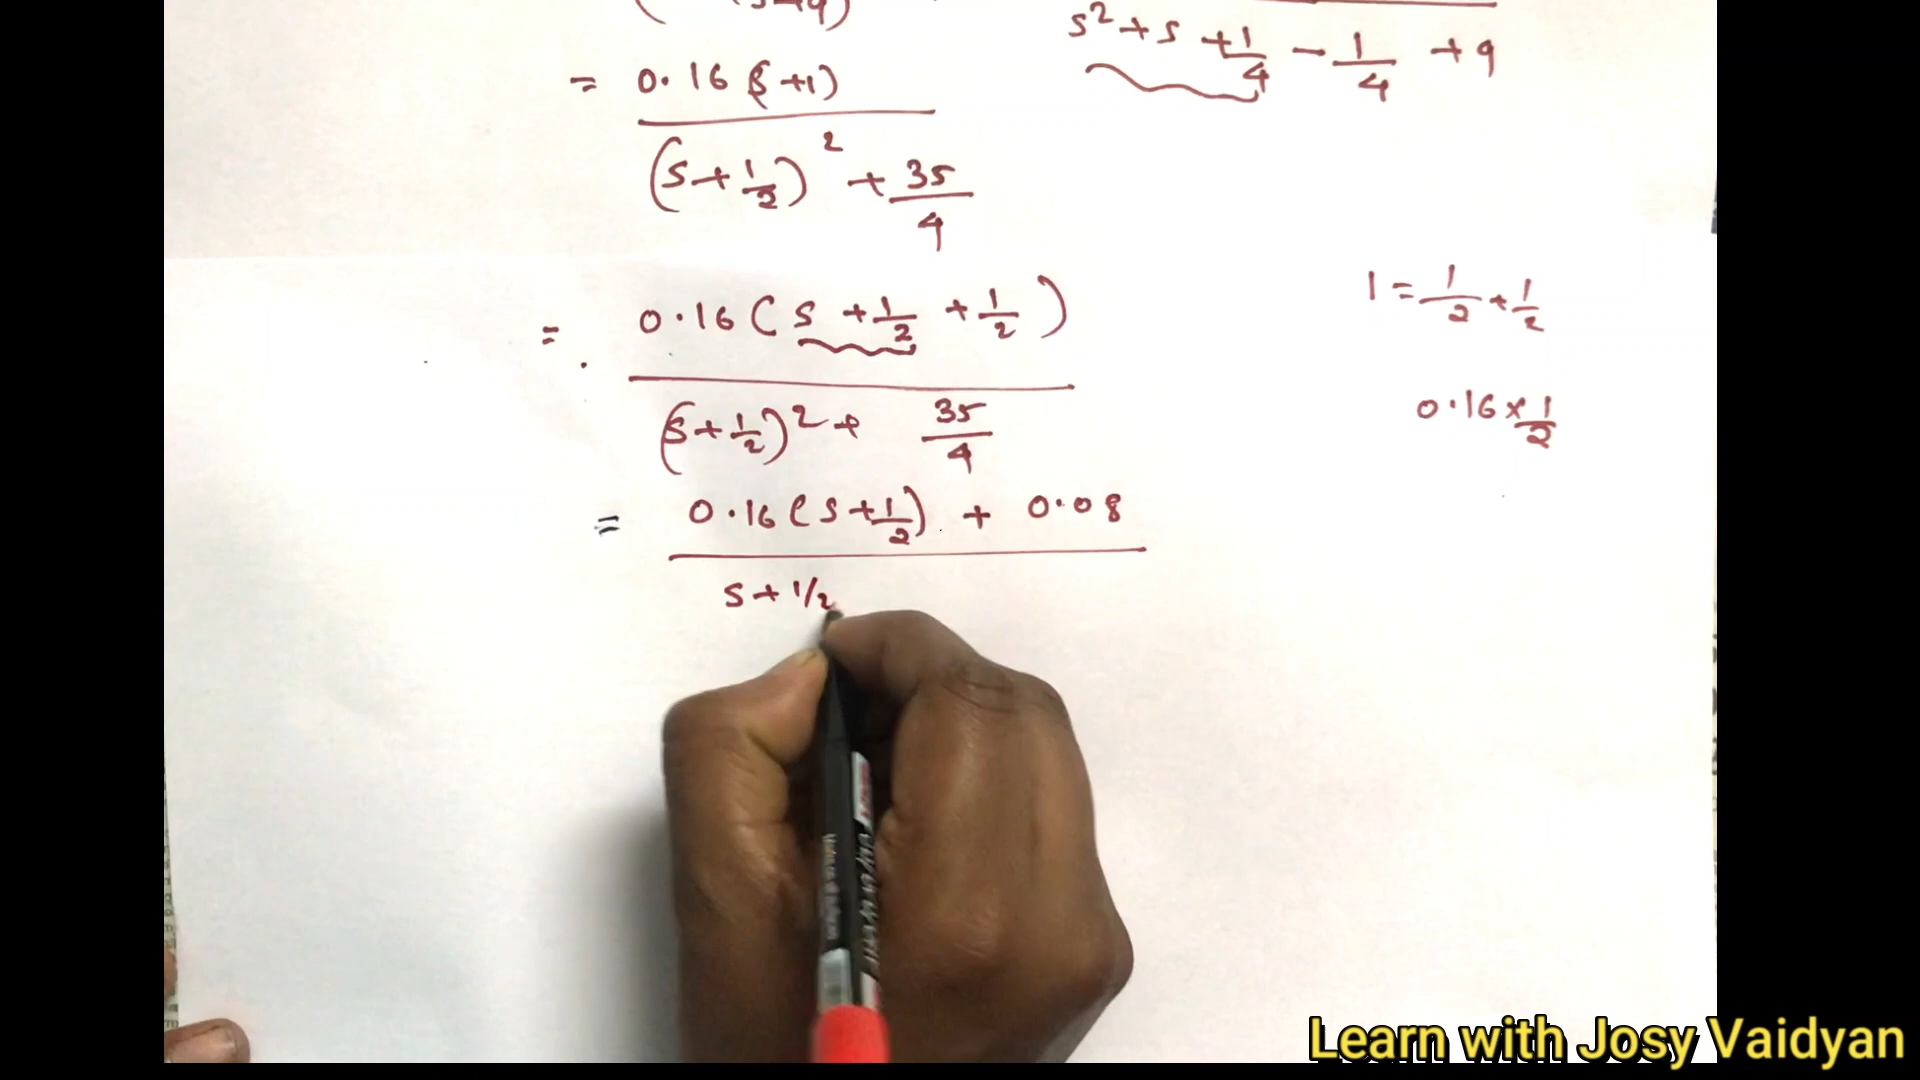 s+9)
s² + s + 1/4 - 1/4 + 9
= 0.16 (s+1)
(s + 1/2)² + 35/4
1 = 1/2 + 1/2
= 0.16 ( s + 1/2 + 1/2 )
(s + 1/2)² + 35/4
0.16 × 1/2
= 0.16 (s + 1/2) + 0.08
s + 1/2
Learn with Josy Vaidyan